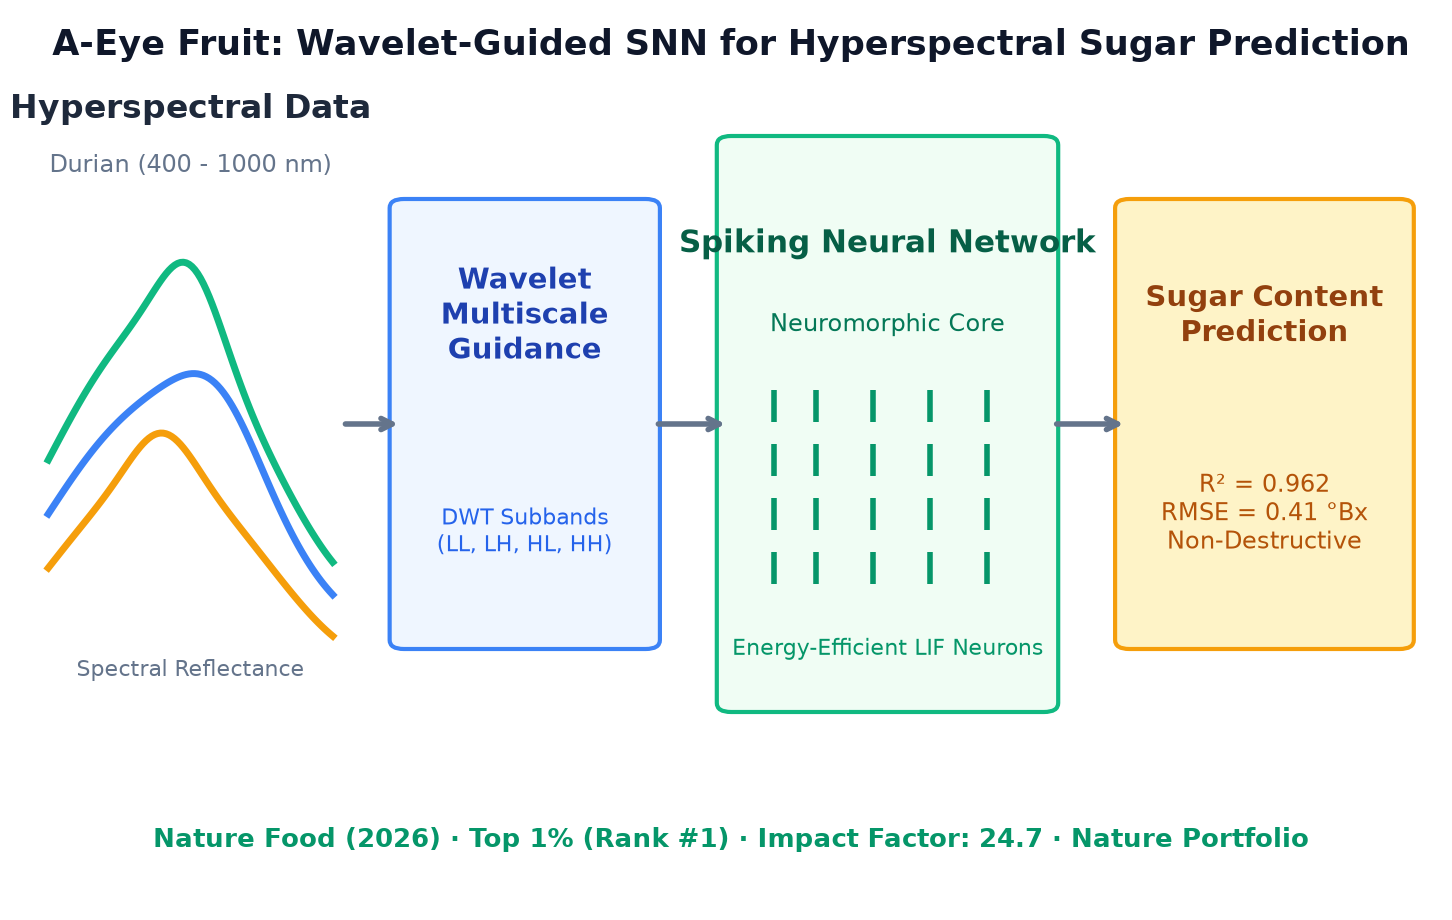 A-Eye Fruit: Wavelet-Guided SNN for Hyperspectral Sugar Prediction
Hyperspectral Data
Durian (400 - 1000 nm)
Spectral Reflectance
Wavelet
Multiscale
Guidance
DWT Subbands
(LL, LH, HL, HH)
Spiking Neural Network
Neuromorphic Core
Energy-Efficient LIF Neurons
Sugar Content
Prediction
R² = 0.962
RMSE = 0.41 °Bx
Non-Destructive
Nature Food (2026) · Top 1% (Rank #1) · Impact Factor: 24.7 · Nature Portfolio